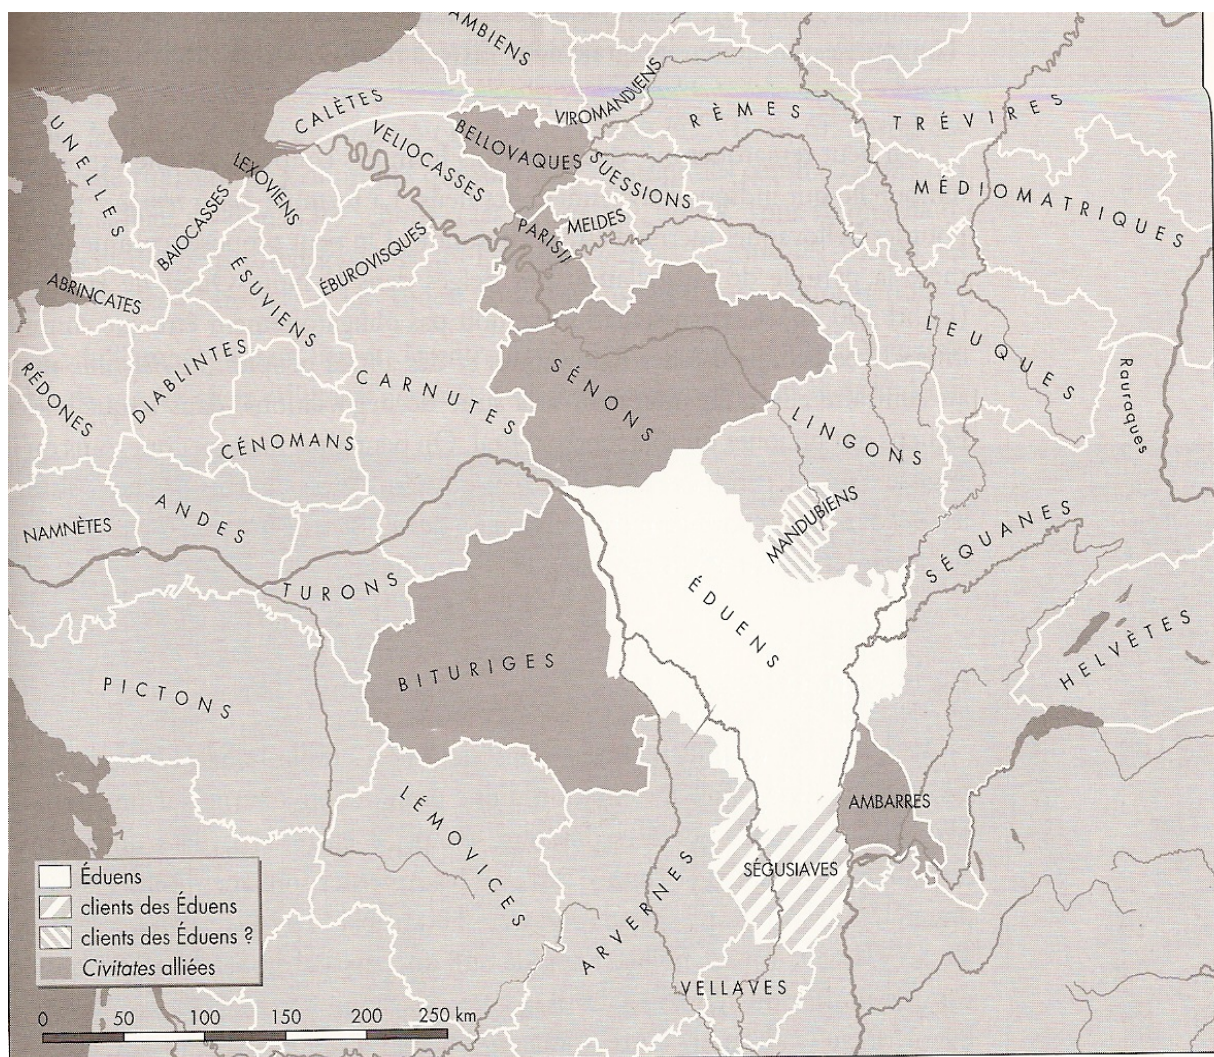 AMBIENS
VIROMANDUENS
CALÈTES
RÈMES
TRÉVIRES
UNELLES
VELIOCASSES
BELLOVAQUES
SUESSIONS
LEXOVIENS
BAIOCASSES
MÉDIOMATRIQUES
PARISII
MELDES
ÉBUROVISQUES
ÉSUVIENS
ABRINCATES
LEUQUES
DIABLINTES
RÉDONES
CARNUTES
SÉNONS
Rauraques
LINGONS
CÉNOMANS
ANDES
NAMNÈTES
MANDUBIENS
SÉQUANES
TURONS
ÉDUENS
HELVÈTES
BITURIGES
PICTONS
AMBARRES
LÉMOVICES
SÉGUSIAVES
ARVERNES
VELLAVES
Éduens
clients des Éduens
clients des Éduens ?
Civitates alliées
0 50 100 150 200 250 km